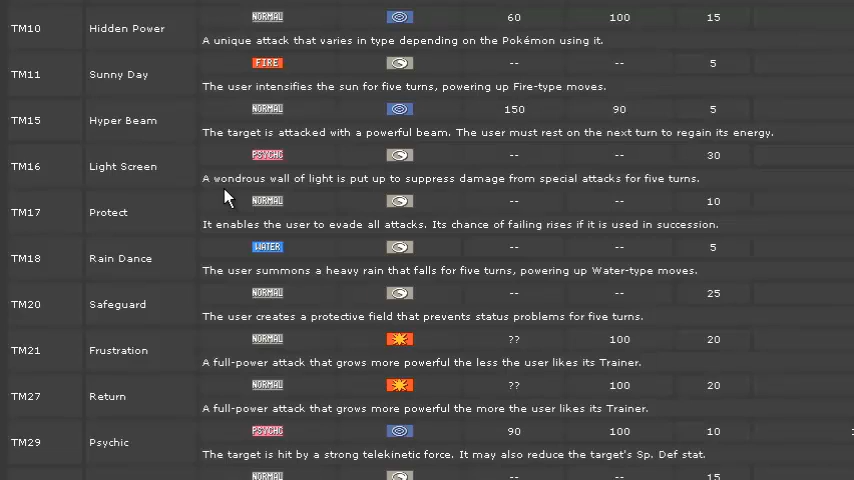 NORMAL 60 100 15
TM10 Hidden Power
A unique attack that varies in type depending on the Pokémon using it.
FIRE -- -- 5
TM11 Sunny Day
The user intensifies the sun for five turns, powering up Fire-type moves.
NORMAL 150 90 5
TM15 Hyper Beam
The target is attacked with a powerful beam. The user must rest on the next turn to regain its energy.
PSYCHC -- -- 30
TM16 Light Screen
A wondrous wall of light is put up to suppress damage from special attacks for five turns.
NORMAL -- -- 10
TM17 Protect
It enables the user to evade all attacks. Its chance of failing rises if it is used in succession.
WATER -- -- 5
TM18 Rain Dance
The user summons a heavy rain that falls for five turns, powering up Water-type moves.
NORMAL -- -- 25
TM20 Safeguard
The user creates a protective field that prevents status problems for five turns.
NORMAL ?? 100 20
TM21 Frustration
A full-power attack that grows more powerful the less the user likes its Trainer.
NORMAL ?? 100 20
TM27 Return
A full-power attack that grows more powerful the more the user likes its Trainer.
PSYCHC 90 100 10
TM29 Psychic
The target is hit by a strong telekinetic force. It may also reduce the target's Sp. Def stat.
NORMAL -- -- 15